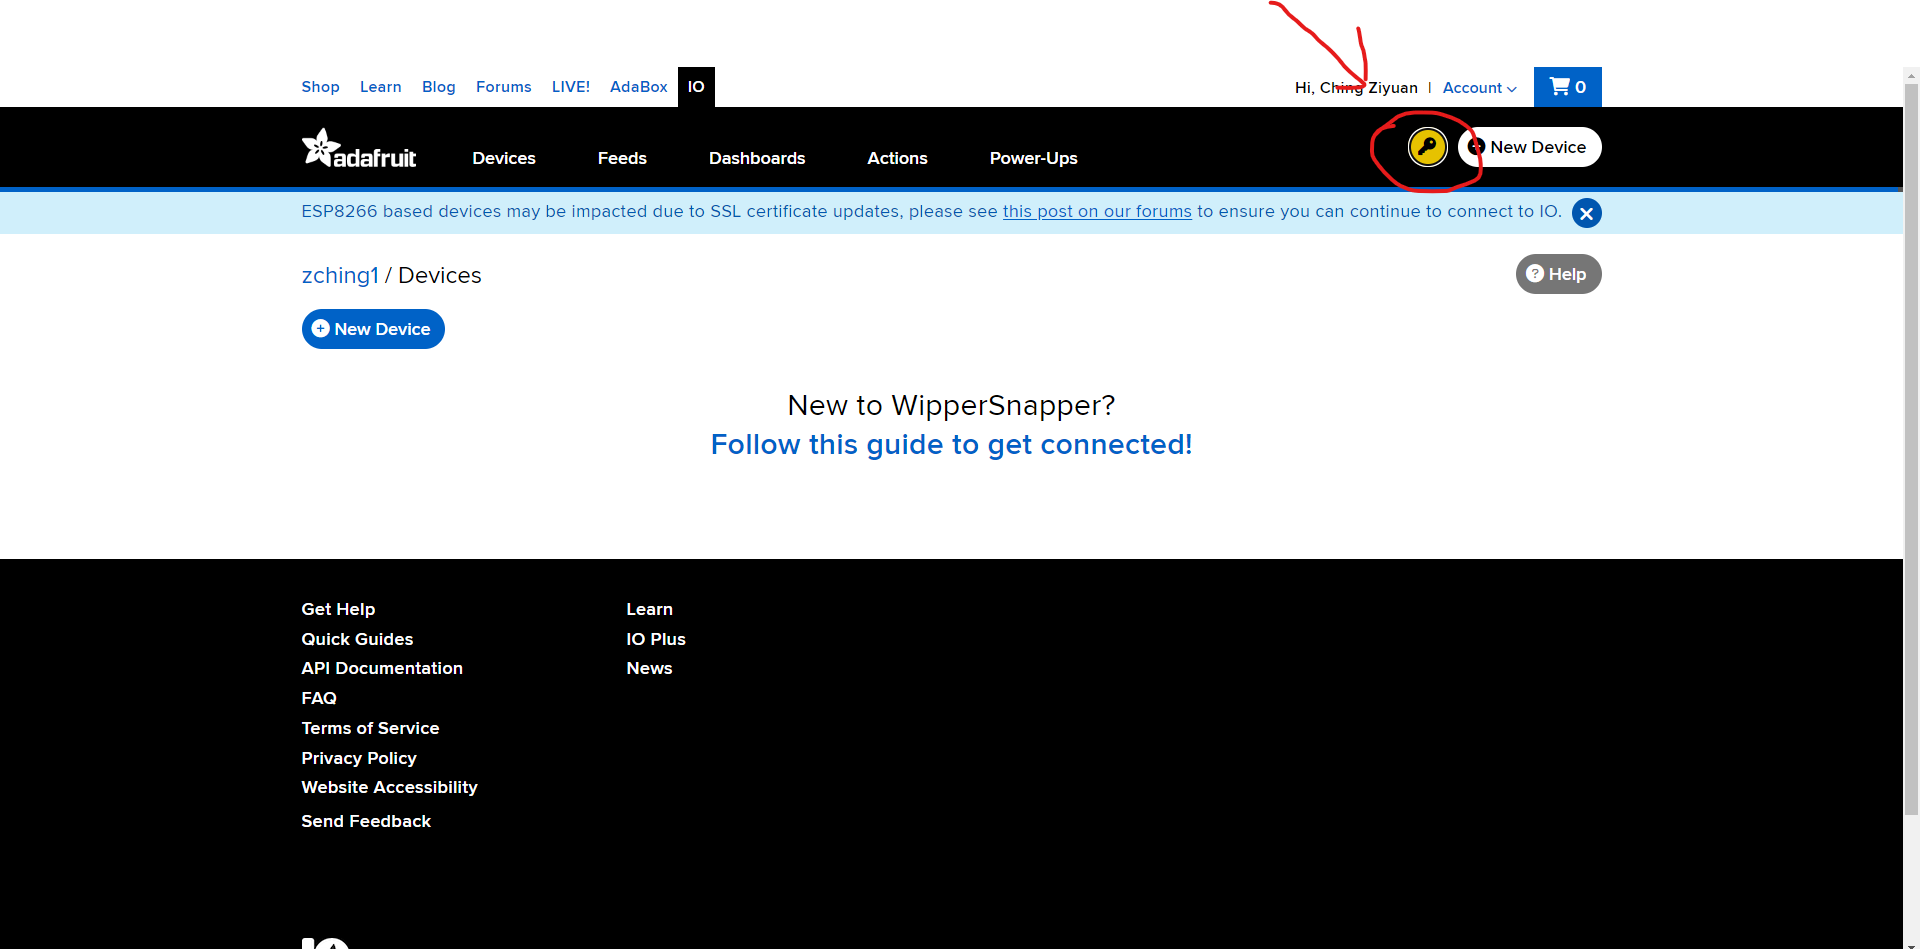 Shop Learn Blog Forums LIVE! AdaBox IO Hi, Ching Ziyuan | Account 0
adafruit Devices Feeds Dashboards Actions Power-Ups New Device
ESP8266 based devices may be impacted due to SSL certificate updates, please see this post on our forums to ensure you can continue to connect to IO.
zching1 / Devices Help
New Device
New to WipperSnapper?
Follow this guide to get connected!
Get Help Learn
Quick Guides IO Plus
API Documentation News
FAQ
Terms of Service
Privacy Policy
Website Accessibility
Send Feedback